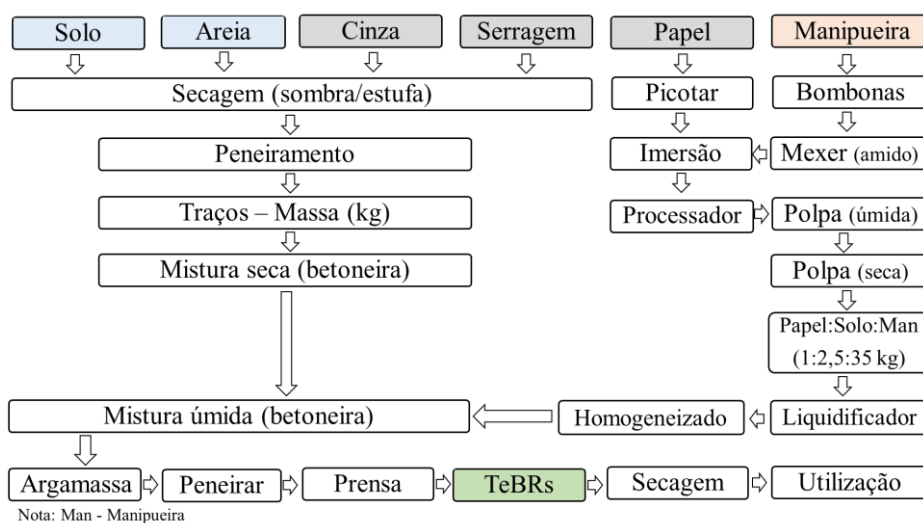 Solo
Areia
Cinza
Serragem
Papel
Manipueira
Secagem (sombra/estufa)
Picotar
Bombonas
Peneiramento
Imersão
Mexer (amido)
Traços – Massa (kg)
Processador
Polpa (úmida)
Mistura seca (betoneira)
Polpa (seca)
Papel:Solo:Man
(1:2,5:35 kg)
Mistura úmida (betoneira)
Homogeneizado
Liquidificador
Argamassa
Peneirar
Prensa
TeBRs
Secagem
Utilização
Nota: Man - Manipueira